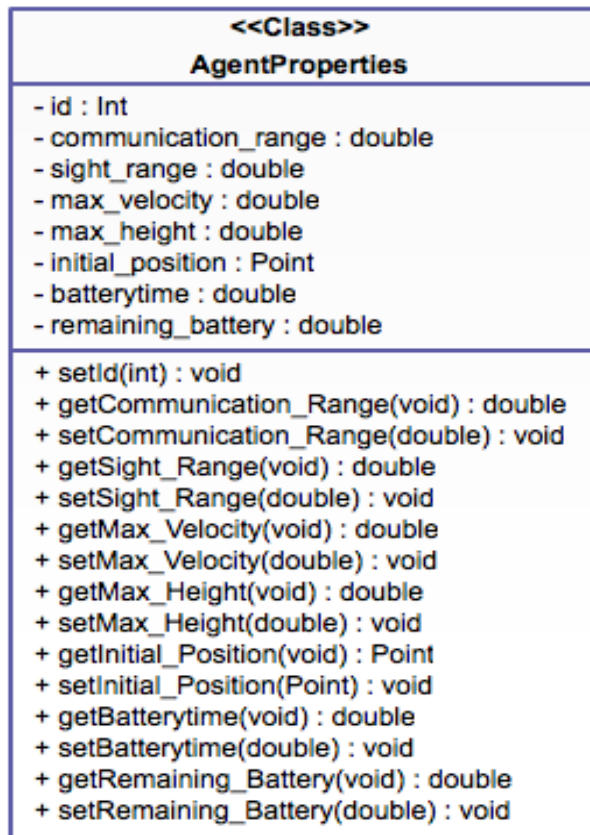 <<Class>>
AgentProperties
- id : Int
- communication_range : double
- sight_range : double
- max_velocity : double
- max_height : double
- initial_position : Point
- batterytime : double
- remaining_battery : double
+ setId(int) : void
+ getCommunication_Range(void) : double
+ setCommunication_Range(double) : void
+ getSight_Range(void) : double
+ setSight_Range(double) : void
+ getMax_Velocity(void) : double
+ setMax_Velocity(double) : void
+ getMax_Height(void) : double
+ setMax_Height(double) : void
+ getInitial_Position(void) : Point
+ setInitial_Position(Point) : void
+ getBatterytime(void) : double
+ setBatterytime(double) : void
+ getRemaining_Battery(void) : double
+ setRemaining_Battery(double) : void